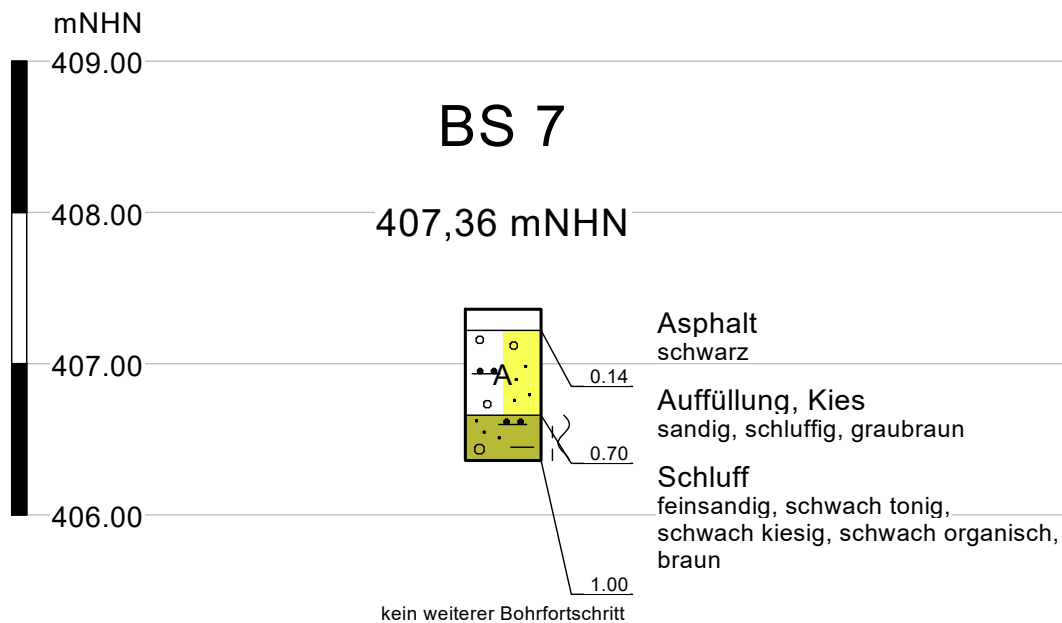 mNHN
409.00
BS 7
408.00
407,36 mNHN
Asphalt
schwarz
407.00
0.14
A
Auffüllung, Kies
sandig, schluffig, graubraun
0.70
Schluff
feinsandig, schwach tonig,
schwach kiesig, schwach organisch,
braun
406.00
1.00
kein weiterer Bohrfortschritt